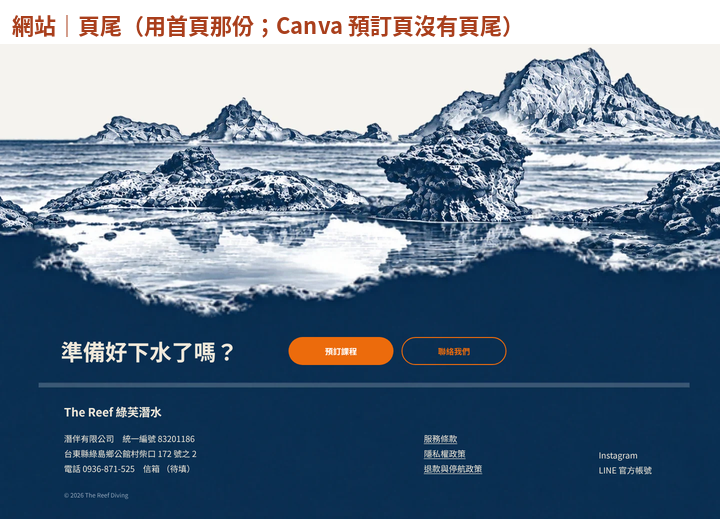 網站｜頁尾（用首頁那份；Canva 預訂頁沒有頁尾）
準備好下水了嗎？
預訂課程
聯絡我們
The Reef 綠芙潛水
潛伴有限公司　統一編號 83201186
台東縣綠島鄉公館村柴口 172 號之 2
電話 0936-871-525　信箱 （待填）
服務條款
隱私權政策
退款與停航政策
Instagram
LINE 官方帳號
© 2026 The Reef Diving